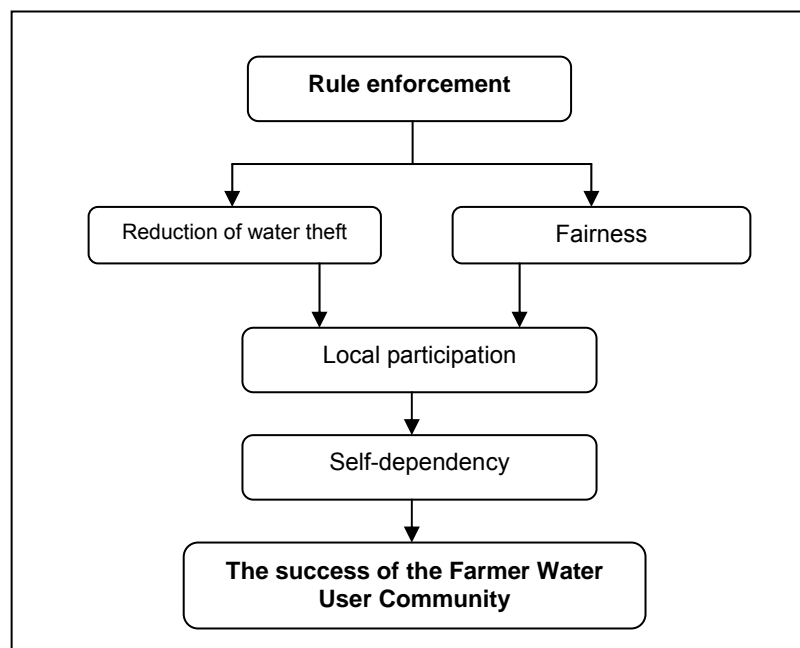 Rule enforcement
Reduction of water theft
Fairness
Local participation
Self-dependency
The success of the Farmer Water
User Community